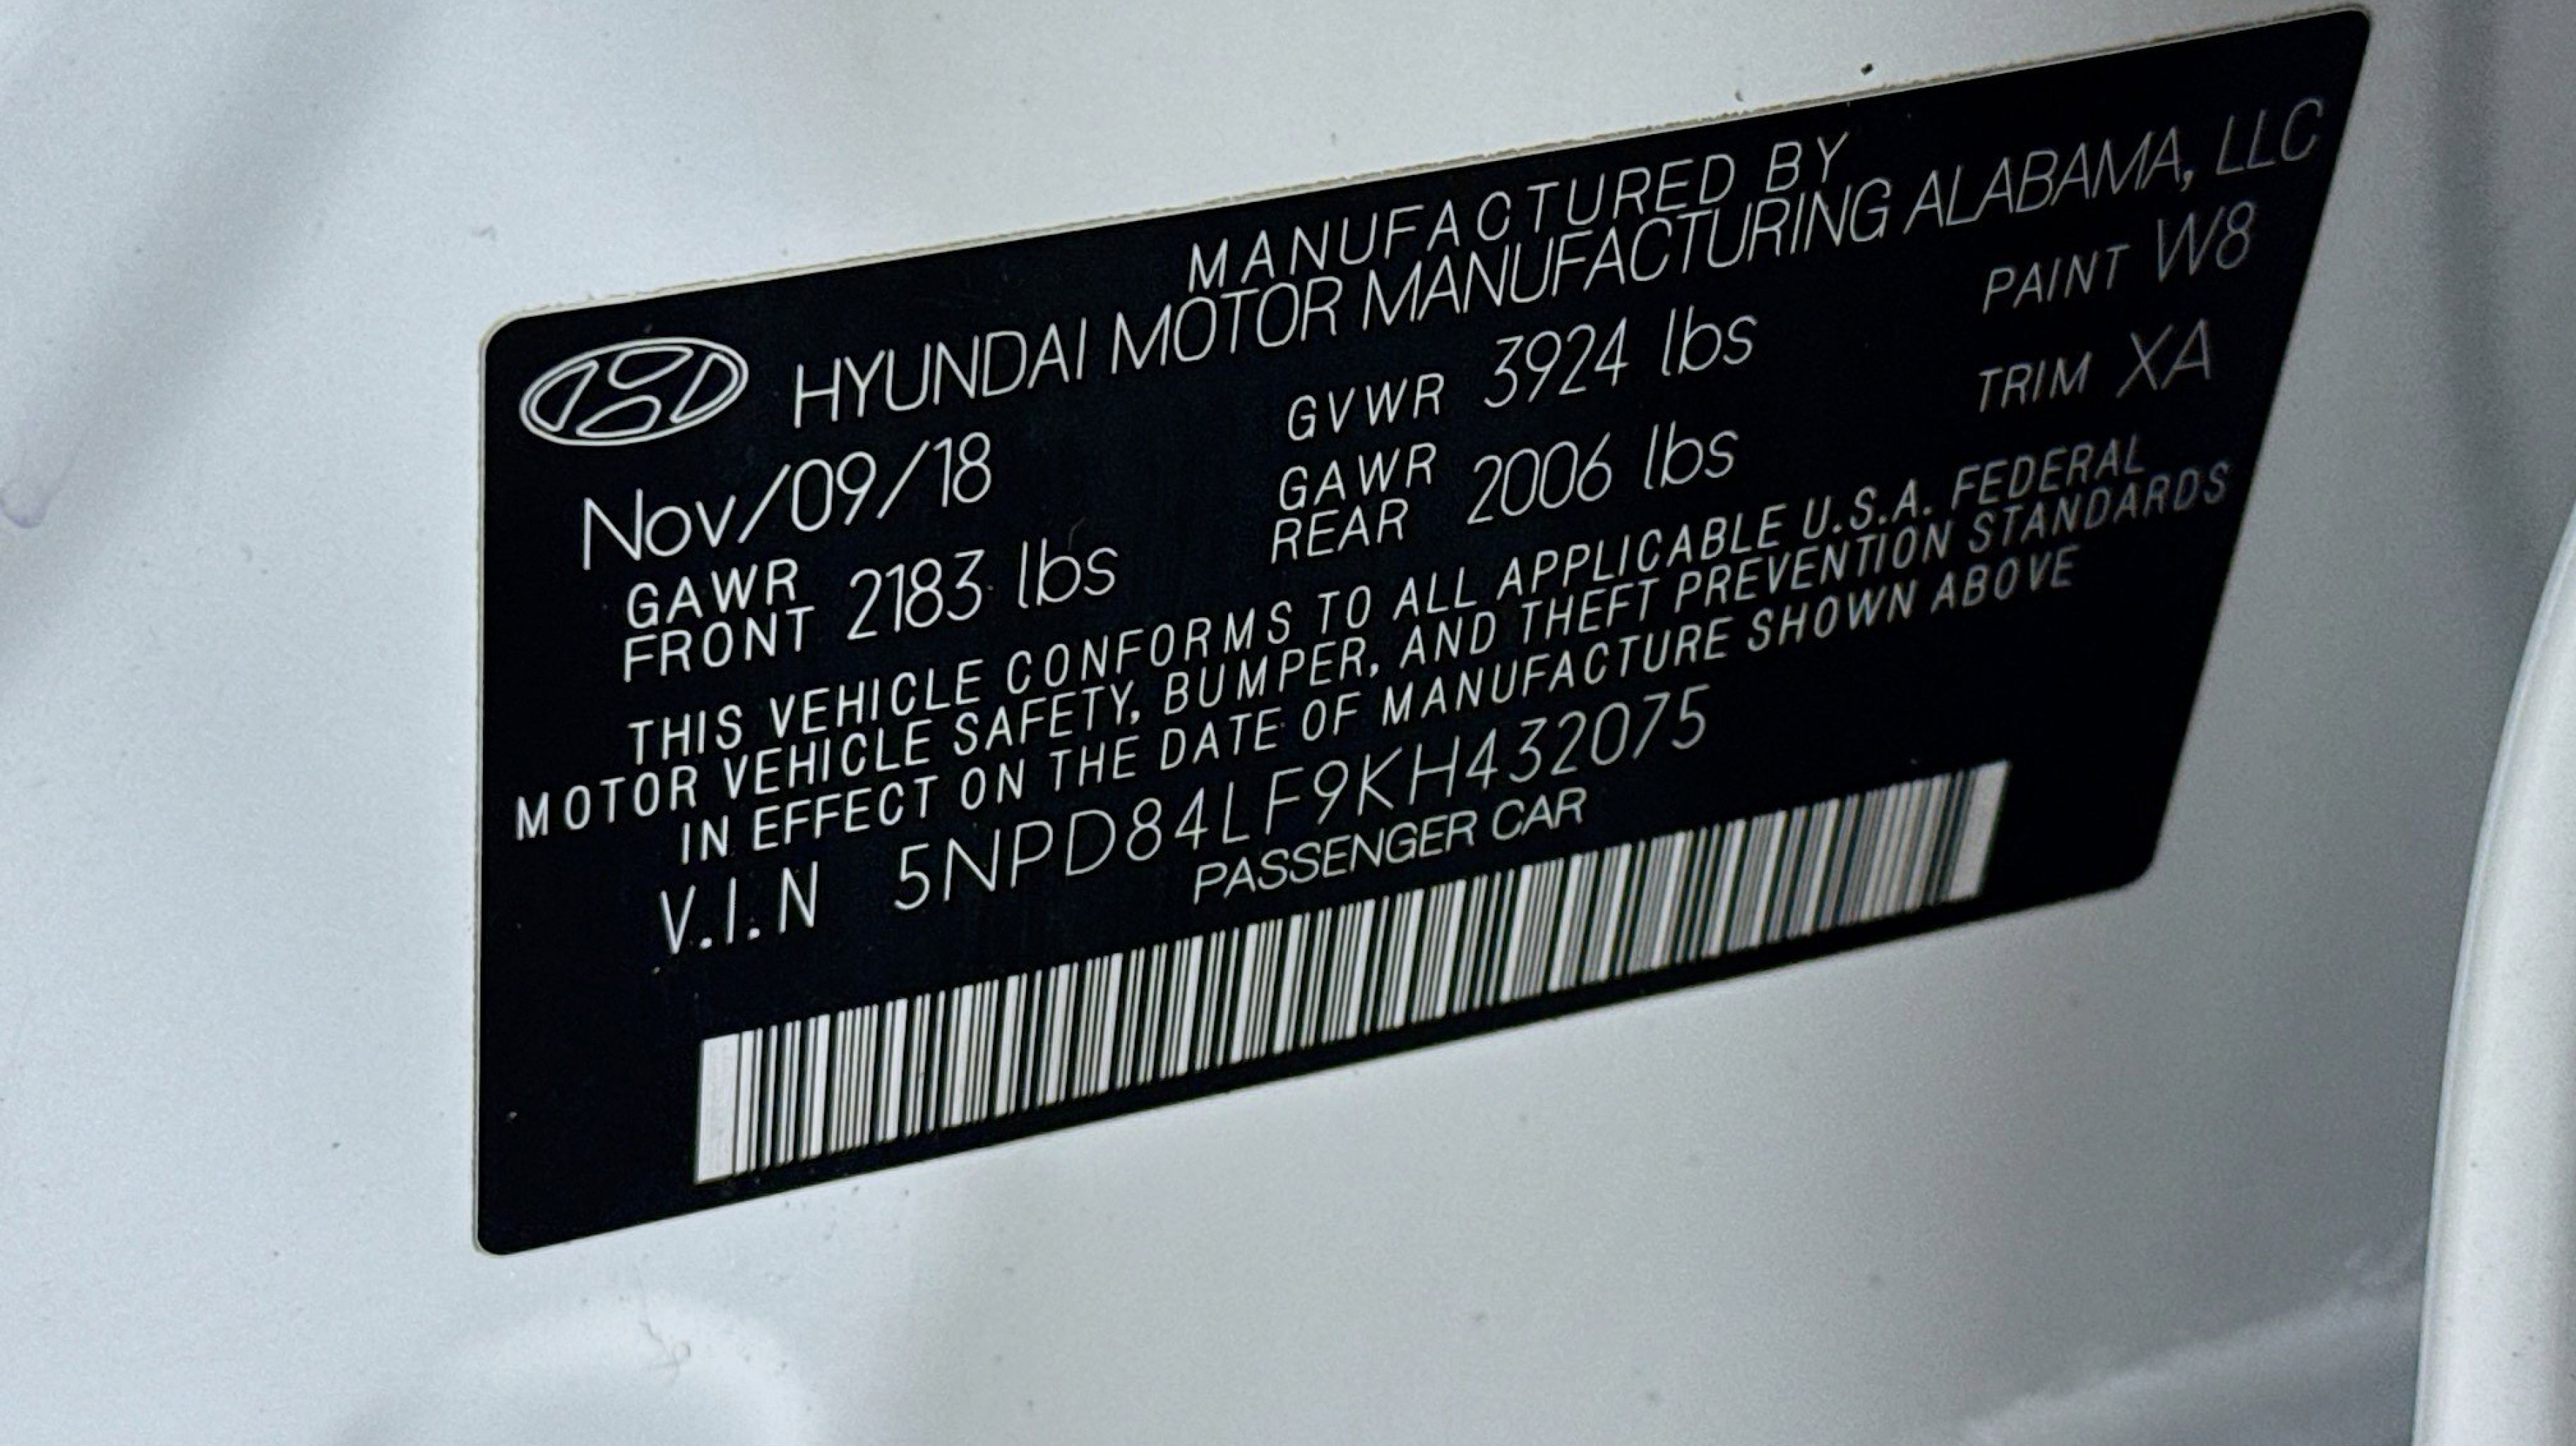 MANUFACTURED BY
HYUNDAI MOTOR MANUFACTURING ALABAMA, LLC
Nov/09/18 GVWR 3924 lbs PAINT W8
GAWR FRONT 2183 lbs GAWR REAR 2006 lbs TRIM XA
THIS VEHICLE CONFORMS TO ALL APPLICABLE U.S.A. FEDERAL
MOTOR VEHICLE SAFETY, BUMPER, AND THEFT PREVENTION STANDARDS
IN EFFECT ON THE DATE OF MANUFACTURE SHOWN ABOVE
V.I.N 5NPD84LF9KH432075
PASSENGER CAR